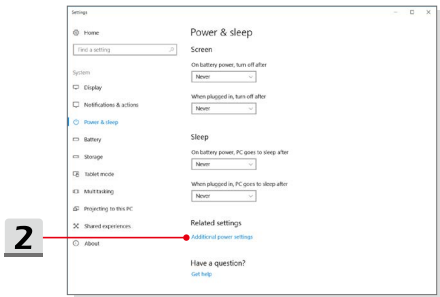 Settings
Home
Find a setting
System
Display
Notifications & actions
Power & sleep
Battery
Storage
Tablet mode
Multitasking
Projecting to this PC
Shared experiences
About
Power & sleep
Screen
On battery power, turn off after
Never
When plugged in, turn off after
Never
Sleep
On battery power, PC goes to sleep after
Never
When plugged in, PC goes to sleep after
Never
Related settings
Additional power settings
Have a question?
Get help
2